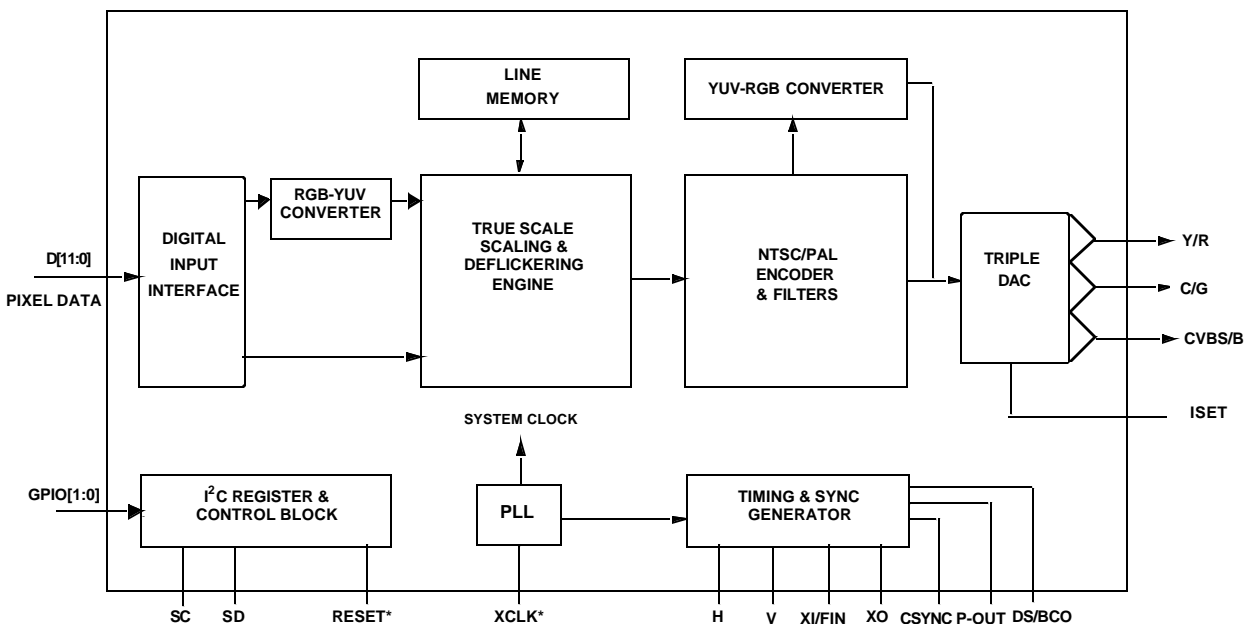 LINE
MEMORY
YUV-RGB CONVERTER
RGB-YUV
CONVERTER
DIGITAL
INPUT
INTERFACE
TRUE SCALE
SCALING &
DEFLICKERING
ENGINE
NTSC/PAL
ENCODER
& FILTERS
TRIPLE
DAC
D[11:0]
PIXEL DATA
Y/R
C/G
CVBS/B
ISET
SYSTEM CLOCK
GPIO[1:0]
I²C REGISTER &
CONTROL BLOCK
PLL
TIMING & SYNC
GENERATOR
SC SD RESET* XCLK* H V XI/FIN XO CSYNC P-OUT DS/BCO